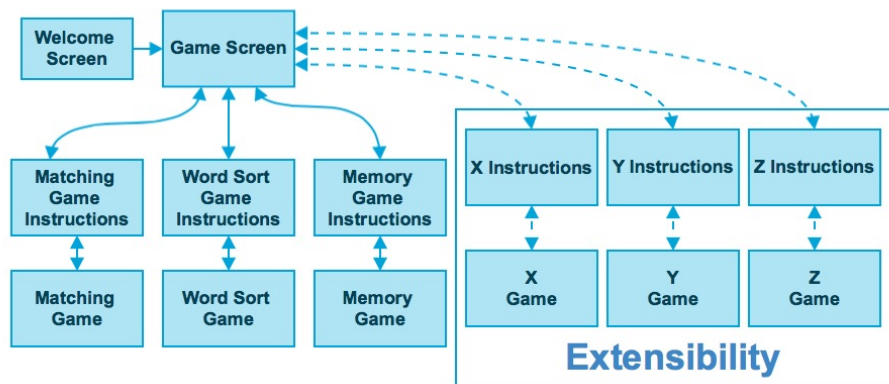 Welcome
Screen
Game Screen
Matching
Game
Instructions
Word Sort
Game
Instructions
Memory
Game
Instructions
X Instructions
Y Instructions
Z Instructions
Matching
Game
Word Sort
Game
Memory
Game
X
Game
Y
Game
Z
Game
Extensibility